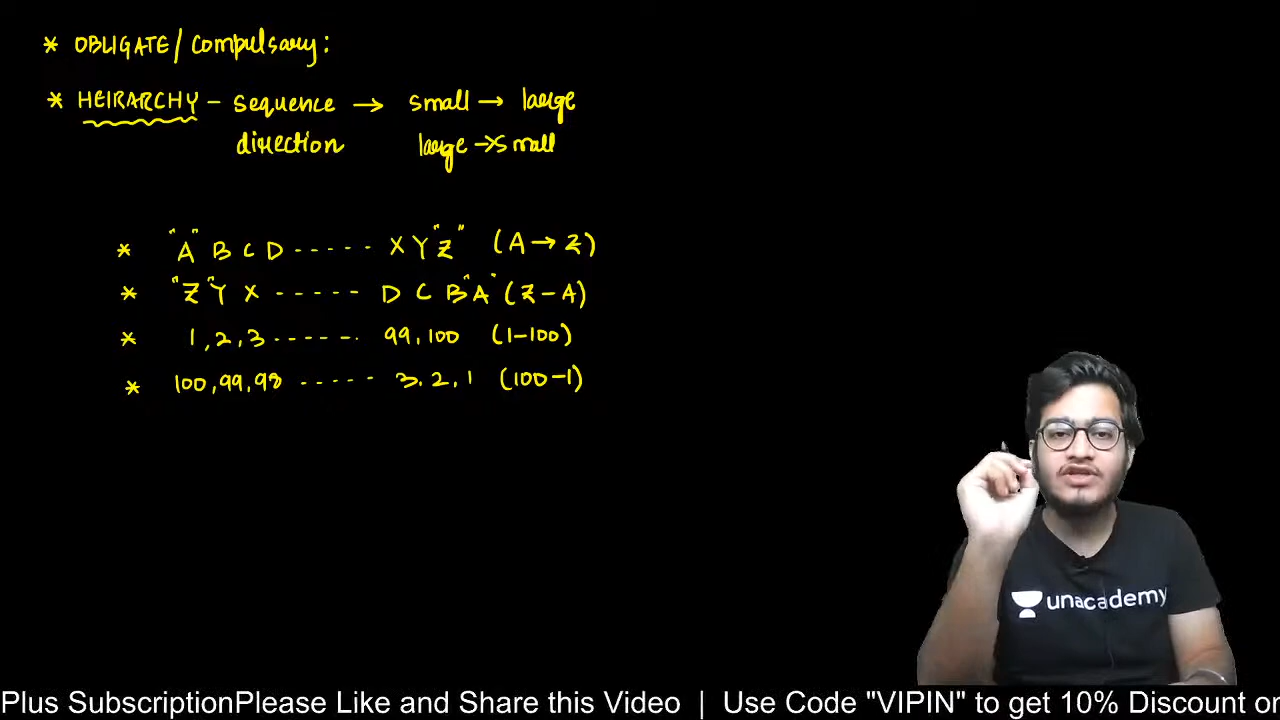 * OBLIGATE/ Compulsary :
* HEIRARCHY - sequence → small → large
direction large → small
* "A" B C D ------ X Y "Z" (A → Z)
* "Z" Y X ------ D C B "A" (Z - A)
* 1, 2, 3 ------ 99, 100 (1-100)
* 100, 99, 98 ------ 3, 2, 1 (100-1)
unacademy
Plus SubscriptionPlease Like and Share this Video | Use Code "VIPIN" to get 10% Discount on